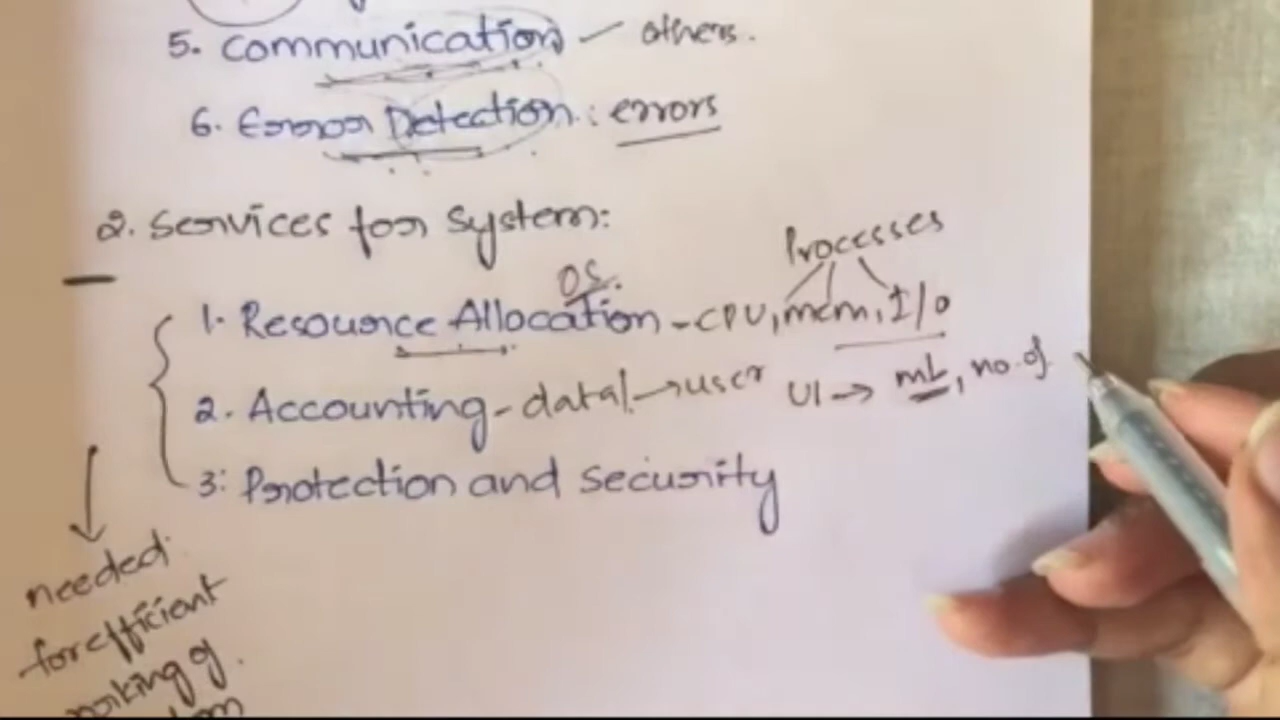 5. Communication - others.
6. Error Detection : errors
2. Services for System:
Processes
OS.
1. Resource Allocation - CPU, mem, I/O
2. Accounting - data → user U1 → mL, no. of
3: Protection and Security
needed
for efficient
working of